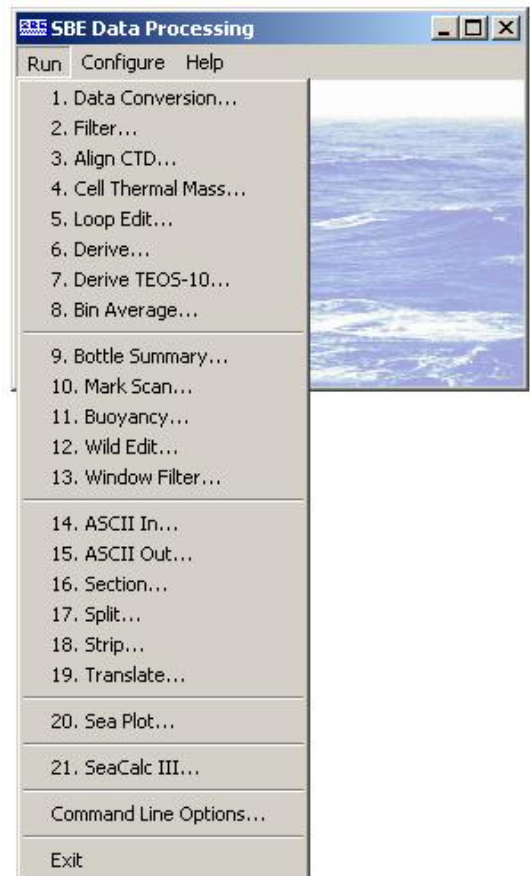 SBE SBE Data Processing
Run Configure Help
1. Data Conversion...
2. Filter...
3. Align CTD...
4. Cell Thermal Mass...
5. Loop Edit...
6. Derive...
7. Derive TEOS-10...
8. Bin Average...
9. Bottle Summary...
10. Mark Scan...
11. Buoyancy...
12. Wild Edit...
13. Window Filter...
14. ASCII In...
15. ASCII Out...
16. Section...
17. Split...
18. Strip...
19. Translate...
20. Sea Plot...
21. SeaCalc III...
Command Line Options...
Exit